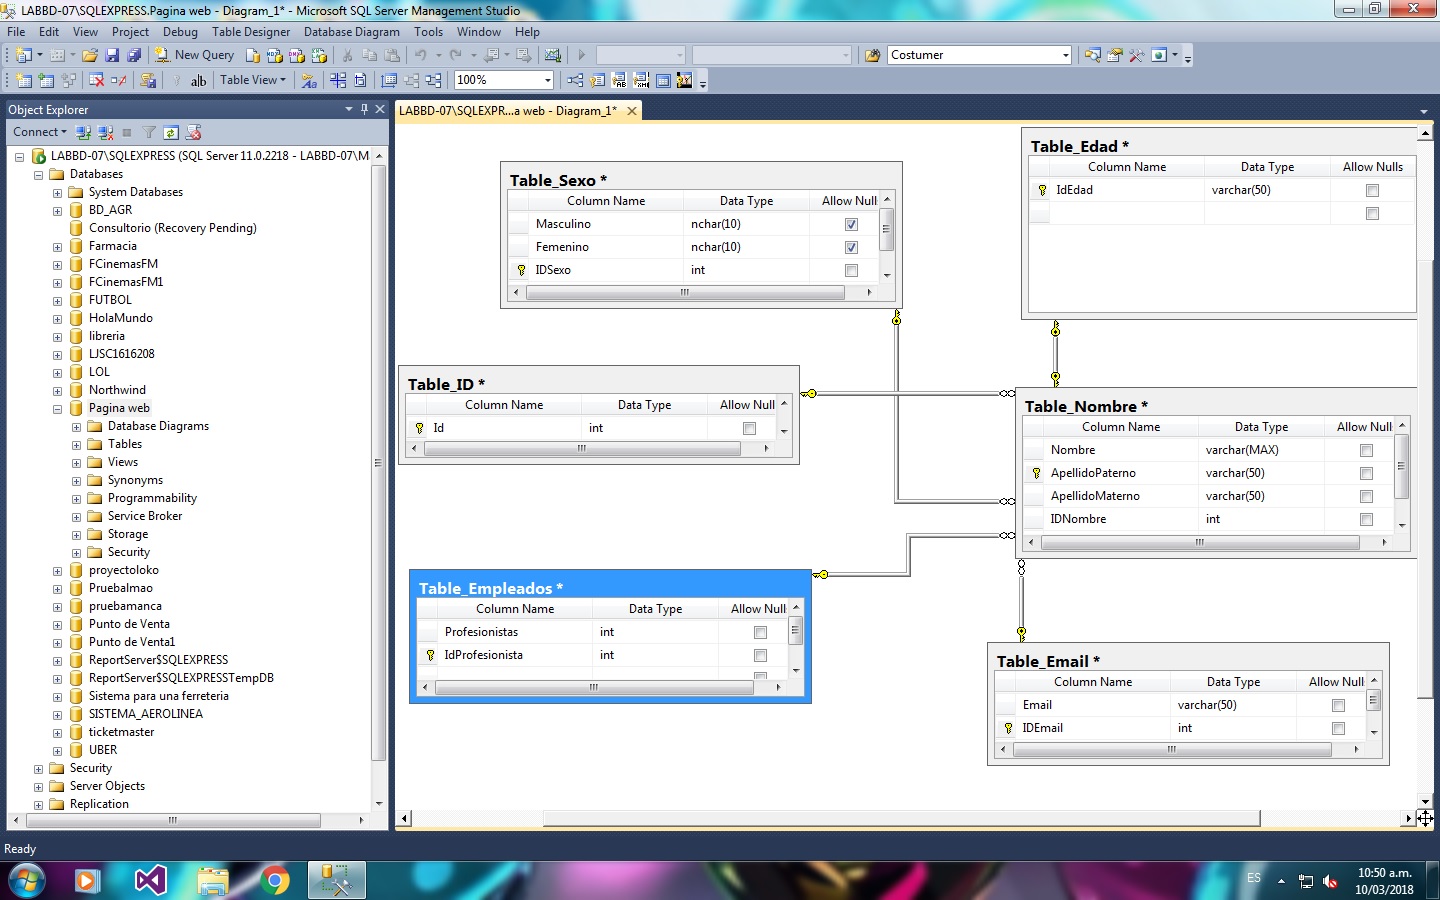 LABBD-07\SQLEXPRESS.Pagina web - Diagram_1* - Microsoft SQL Server Management Studio
File Edit View Project Debug Table Designer Database Diagram Tools Window Help
New Query
Costumer
Table View
100%
Object Explorer
LABBD-07\SQLEXPR...a web - Diagram_1*
Connect
LABBD-07\SQLEXPRESS (SQL Server 11.0.2218 - LABBD-07\M
Databases
System Databases
BD_AGR
Consultorio (Recovery Pending)
Farmacia
FCinemasFM
FCinemasFM1
FUTBOL
HolaMundo
libreria
LJSC1616208
LOL
Northwind
Pagina web
Database Diagrams
Tables
Views
Synonyms
Programmability
Service Broker
Storage
Security
proyectoloko
Pruebalmao
pruebamanca
Punto de Venta
Punto de Venta1
ReportServer$SQLEXPRESS
ReportServer$SQLEXPRESSTempDB
Sistema para una ferreteria
SISTEMA_AEROLINEA
ticketmaster
UBER
Security
Server Objects
Replication
Table_Sexo *
Column Name Data Type Allow Null
Masculino nchar(10)
Femenino nchar(10)
IDSexo int
Table_Edad *
Column Name Data Type Allow Nulls
IdEdad varchar(50)
Table_ID *
Column Name Data Type Allow Null
Id int
Table_Nombre *
Column Name Data Type Allow Null
Nombre varchar(MAX)
ApellidoPaterno varchar(50)
ApellidoMaterno varchar(50)
IDNombre int
Table_Empleados *
Column Name Data Type Allow Null
Profesionistas int
IdProfesionista int
Table_Email *
Column Name Data Type Allow Null
Email varchar(50)
IDEmail int
Ready
ES
10:50 a.m.
10/03/2018